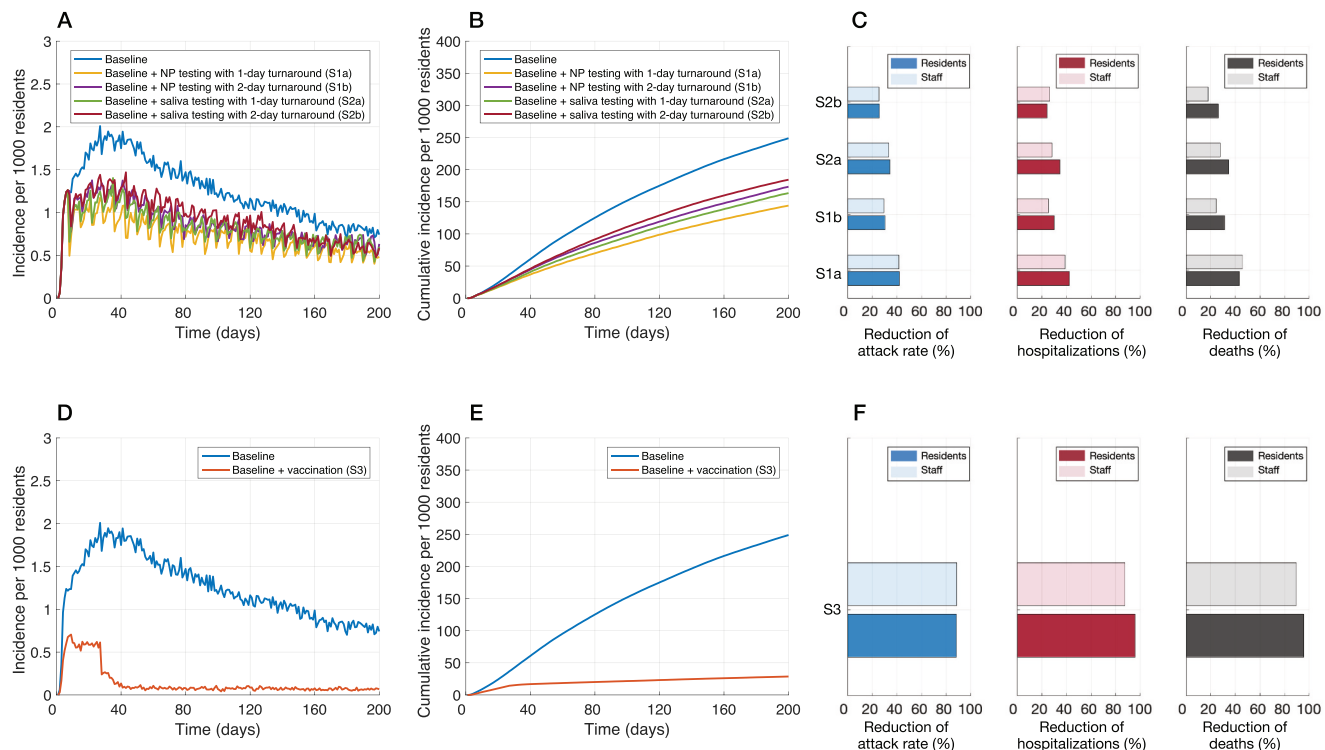 A
Incidence per 1000 residents
3
2.5
2
1.5
1
0.5
0
Baseline
Baseline + NP testing with 1-day turnaround (S1a)
Baseline + NP testing with 2-day turnaround (S1b)
Baseline + saliva testing with 1-day turnaround (S2a)
Baseline + saliva testing with 2-day turnaround (S2b)
0 40 80 120 160 200
Time (days)
B
Cumulative incidence per 1000 residents
400
350
300
250
200
150
100
50
0
Baseline
Baseline + NP testing with 1-day turnaround (S1a)
Baseline + NP testing with 2-day turnaround (S1b)
Baseline + saliva testing with 1-day turnaround (S2a)
Baseline + saliva testing with 2-day turnaround (S2b)
0 40 80 120 160 200
Time (days)
C
S2b
S2a
S1b
S1a
Residents
Staff
0 20 40 60 80 100
Reduction of
attack rate (%)
Residents
Staff
0 20 40 60 80 100
Reduction of
hospitalizations (%)
Residents
Staff
0 20 40 60 80 100
Reduction of
deaths (%)
D
Incidence per 1000 residents
3
2.5
2
1.5
1
0.5
0
Baseline
Baseline + vaccination (S3)
0 40 80 120 160 200
Time (days)
E
Cumulative incidence per 1000 residents
400
350
300
250
200
150
100
50
0
Baseline
Baseline + vaccination (S3)
0 40 80 120 160 200
Time (days)
F
S3
Residents
Staff
0 20 40 60 80 100
Reduction of
attack rate (%)
Residents
Staff
0 20 40 60 80 100
Reduction of
hospitalizations (%)
Residents
Staff
0 20 40 60 80 100
Reduction of
deaths (%)